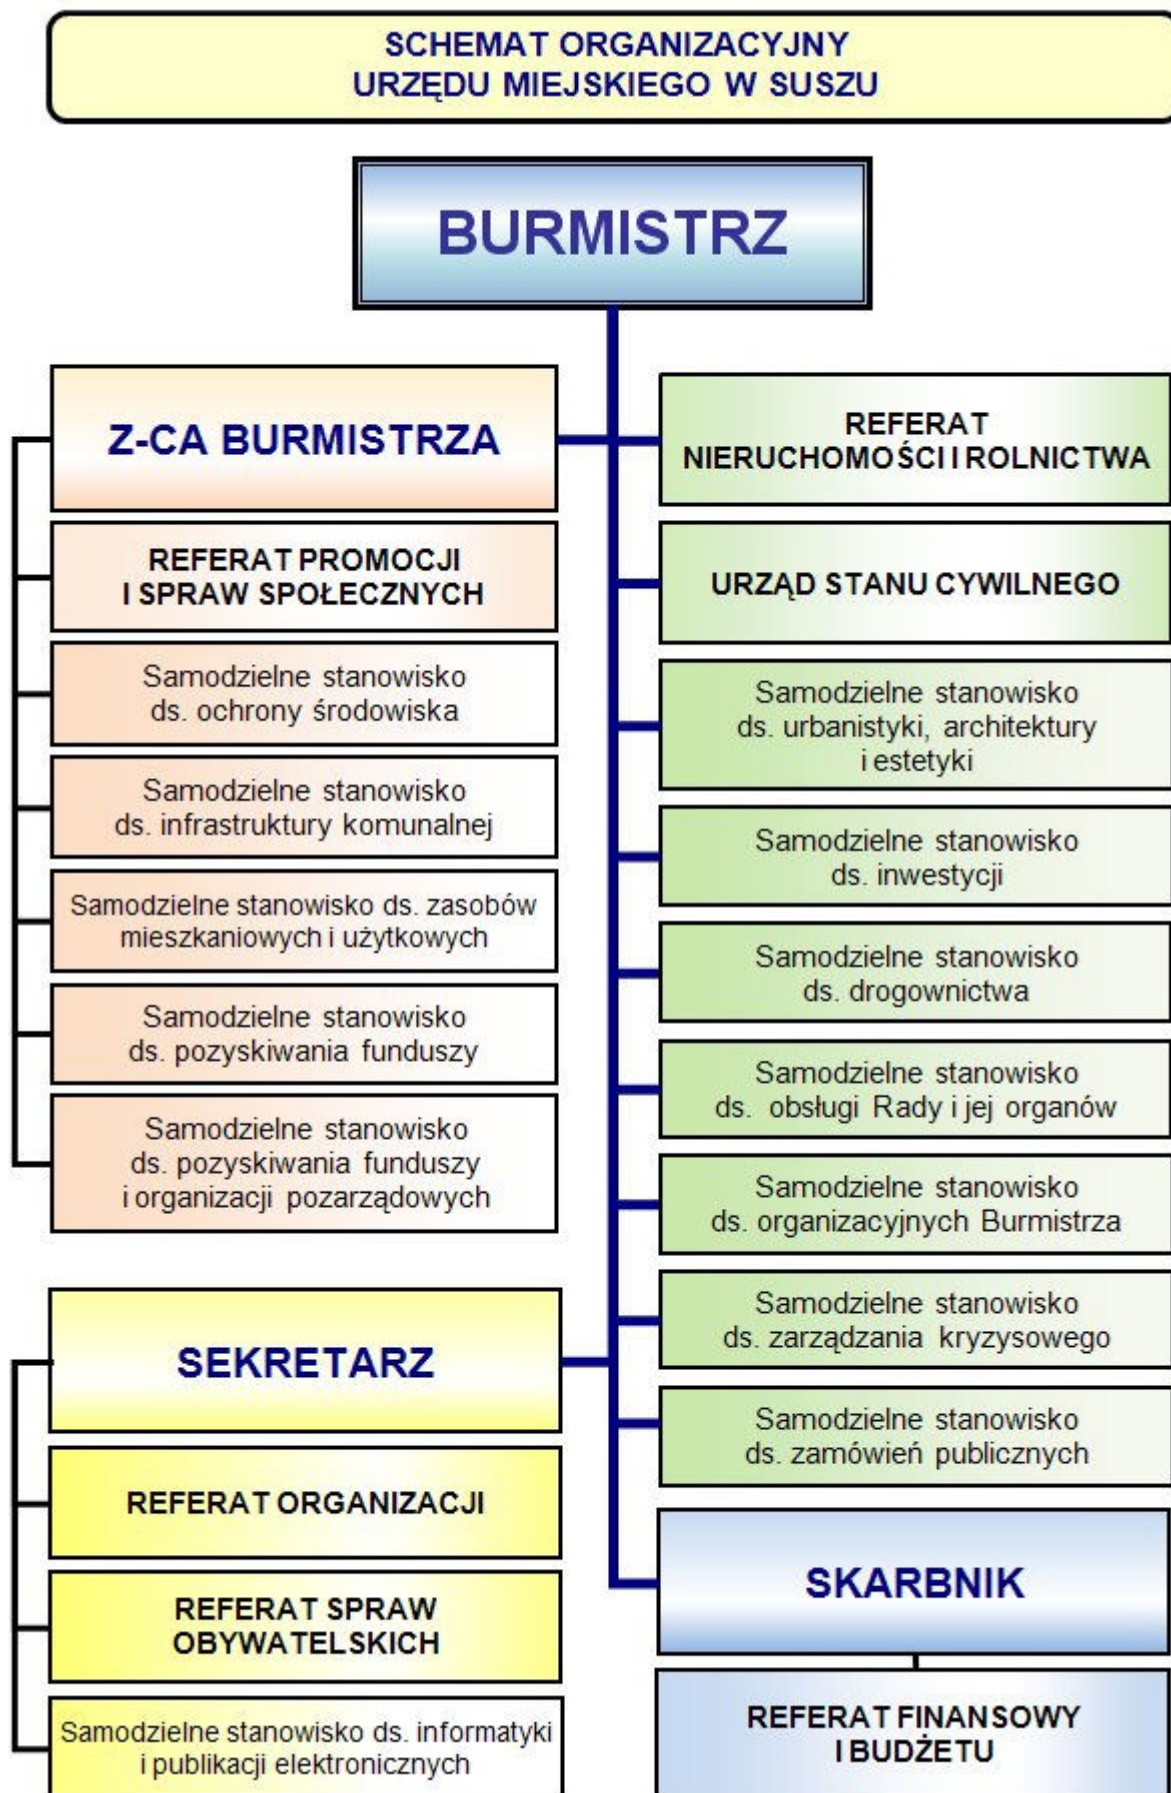 SCHEMAT ORGANIZACYJNY
URZĘDU MIEJSKIEGO W SUSZU
BURMISTRZ
Z-CA BURMISTRZA
REFERAT PROMOCJI
I SPRAW SPOŁECZNYCH
Samodzielne stanowisko
ds. ochrony środowiska
Samodzielne stanowisko
ds. infrastruktury komunalnej
Samodzielne stanowisko ds. zasobów
mieszkaniowych i użytkowych
Samodzielne stanowisko
ds. pozyskiwania funduszy
Samodzielne stanowisko
ds. pozyskiwania funduszy
i organizacji pozarządowych
SEKRETARZ
REFERAT ORGANIZACJI
REFERAT SPRAW
OBYWATELSKICH
Samodzielne stanowisko ds. informatyki
i publikacji elektronicznych
REFERAT
NIERUCHOMOŚCI I ROLNICTWA
URZĄD STANU CYWILNEGO
Samodzielne stanowisko
ds. urbanistyki, architektury
i estetyki
Samodzielne stanowisko
ds. inwestycji
Samodzielne stanowisko
ds. drogownictwa
Samodzielne stanowisko
ds. obsługi Rady i jej organów
Samodzielne stanowisko
ds. organizacyjnych Burmistrza
Samodzielne stanowisko
ds. zarządzania kryzysowego
Samodzielne stanowisko
ds. zamówień publicznych
SKARBNIK
REFERAT FINANSOWY
I BUDŻETU